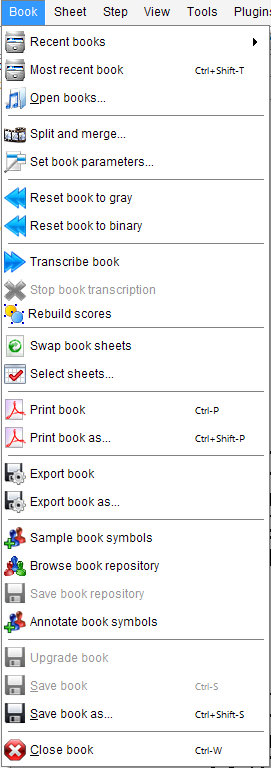 Book Sheet Step View Tools Plugins
Recent books
Most recent book Ctrl+Shift-T
Open books...
Split and merge...
Set book parameters...
Reset book to gray
Reset book to binary
Transcribe book
Stop book transcription
Rebuild scores
Swap book sheets
Select sheets...
Print book Ctrl-P
Print book as... Ctrl+Shift-P
Export book
Export book as...
Sample book symbols
Browse book repository
Save book repository
Annotate book symbols
Upgrade book
Save book Ctrl-S
Save book as... Ctrl+Shift-S
Close book Ctrl-W